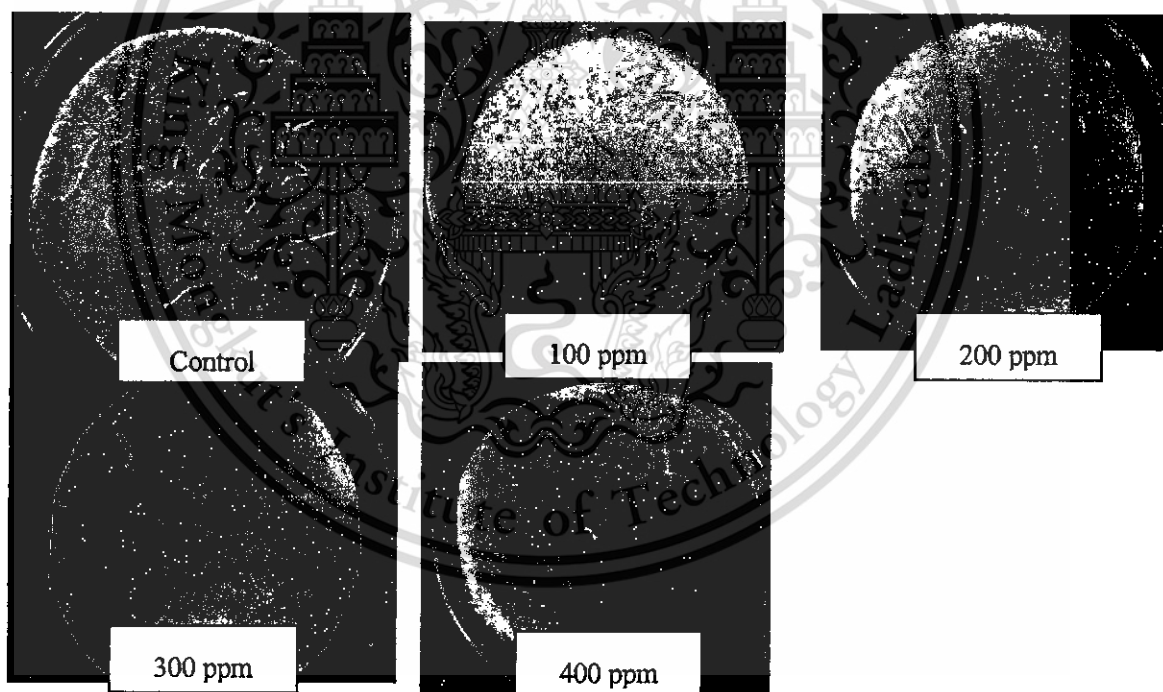 Control
100 ppm
200 ppm
300 ppm
400 ppm
King Mongkut's Institute of Technology Ladkrabang